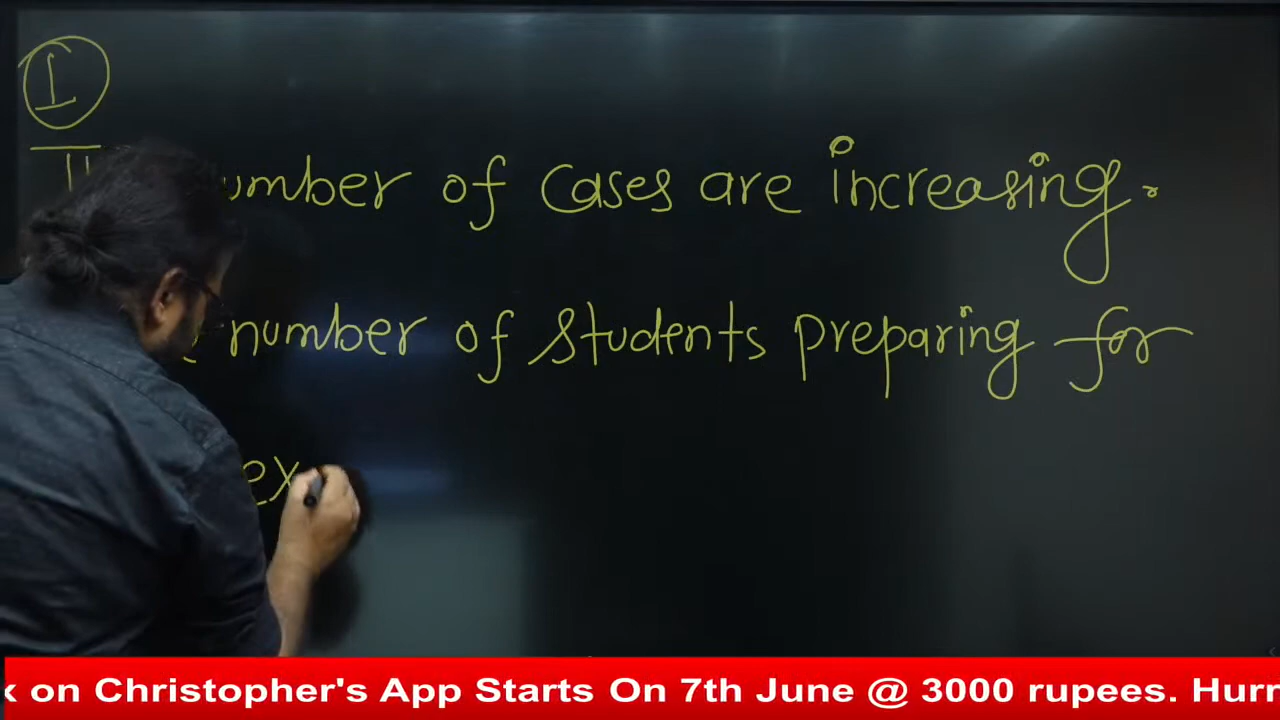 I
number of cases are increasing.
number of students preparing for
ex
x on Christopher's App Starts On 7th June @ 3000 rupees. Hurr